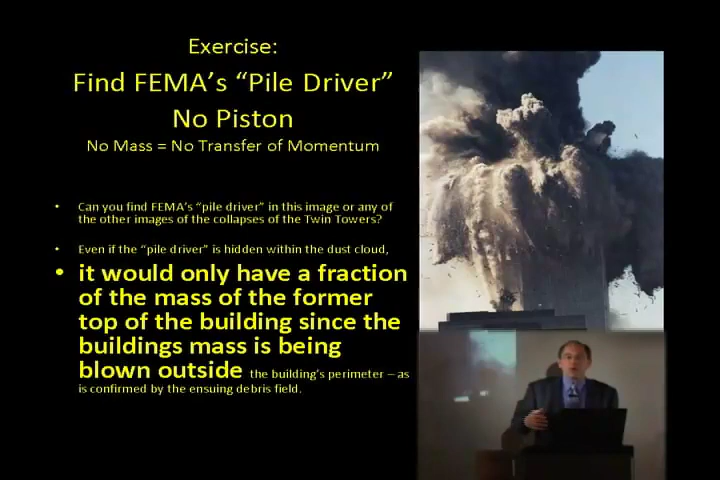 Exercise:
Find FEMA's “Pile Driver”
No Piston
No Mass = No Transfer of Momentum
• Can you find FEMA's “pile driver” in this image or any of
the other images of the collapses of the Twin Towers?
• Even if the “pile driver” is hidden within the dust cloud,
• it would only have a fraction
of the mass of the former
top of the building since the
buildings mass is being
blown outside the building's perimeter – as
is confirmed by the ensuing debris field.